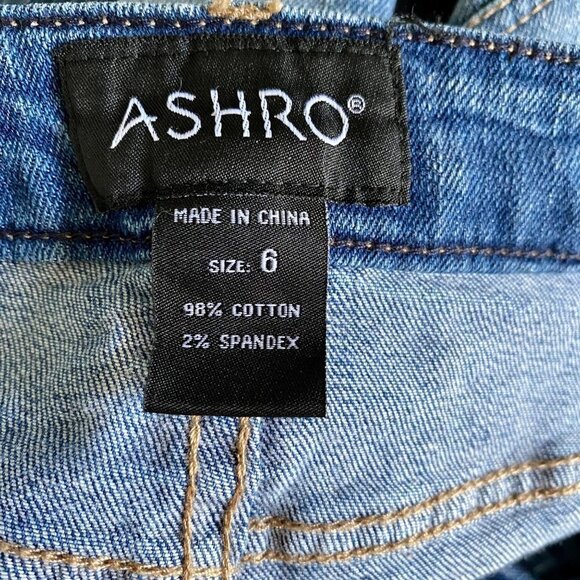 ASHRO®
MADE IN CHINA
SIZE: 6
98% COTTON
2% SPANDEX